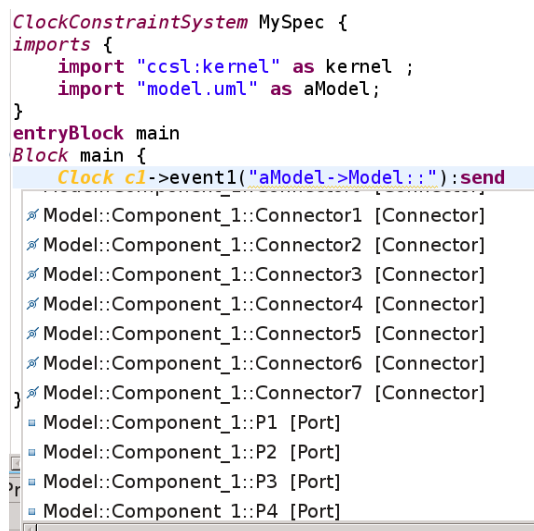 ClockConstraintSystem MySpec {
imports {
import "ccsl:kernel" as kernel ;
import "model.uml" as aModel;
}
entryBlock main
Block main {
Clock c1->event1("aModel->Model::"):send
Model::Component_1::Connector1 [Connector]
Model::Component_1::Connector2 [Connector]
Model::Component_1::Connector3 [Connector]
Model::Component_1::Connector4 [Connector]
Model::Component_1::Connector5 [Connector]
Model::Component_1::Connector6 [Connector]
}
Model::Component_1::Connector7 [Connector]
Model::Component_1::P1 [Port]
Model::Component_1::P2 [Port]
Model::Component_1::P3 [Port]
Model::Component_1::P4 [Port]